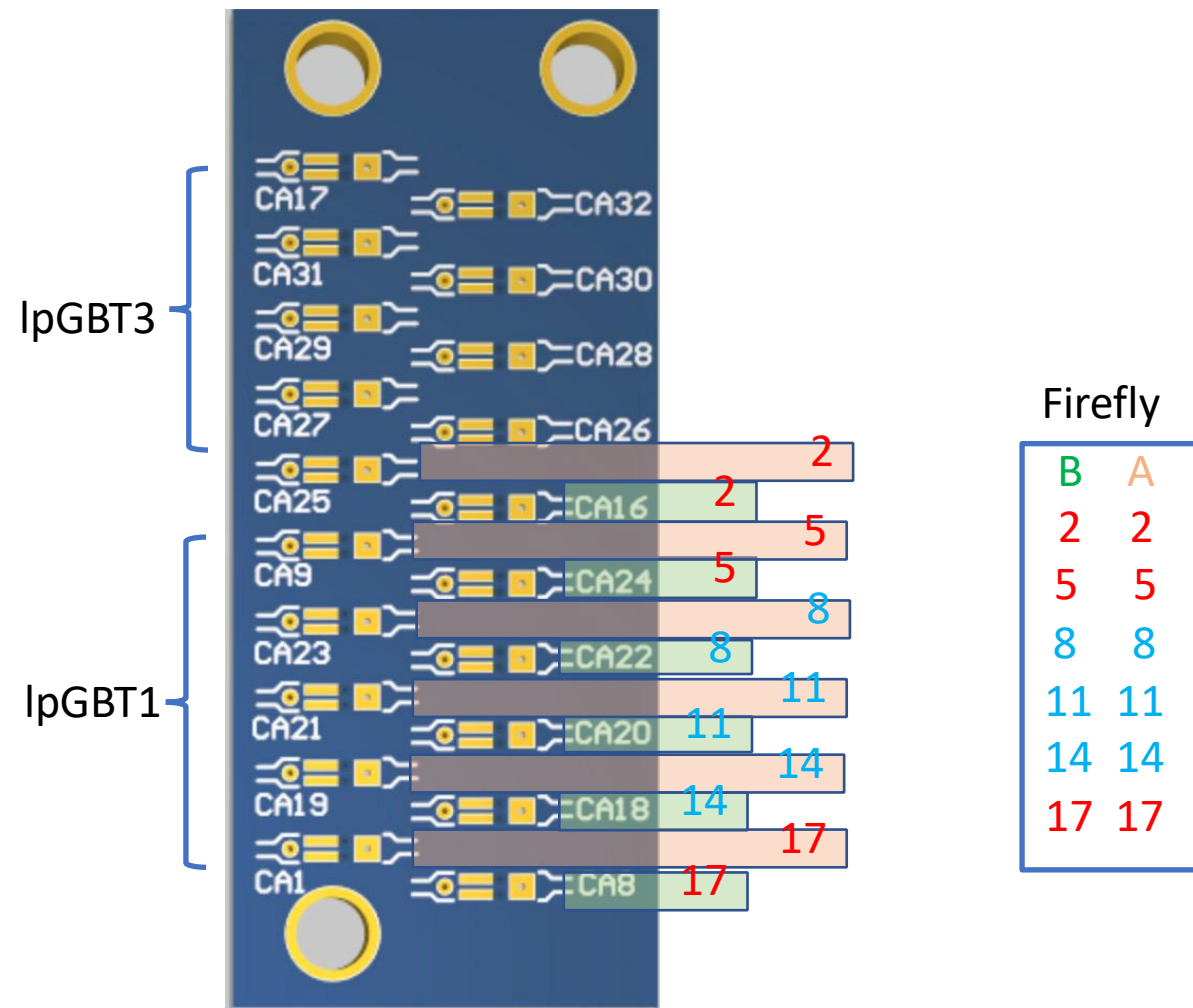 CA17
CA32
CA31
CA30
lpGBT3
CA29
CA28
CA27
CA26
Firefly
2
B A
CA25
CA16 2
2 2
5
CA9
CA24 5
5 5
8
CA23
CA22 8
8 8
11
CA21
lpGBT1
CA20 11
11 11
14
CA19
CA18 14
14 14
17
CA1
CA8 17
17 17